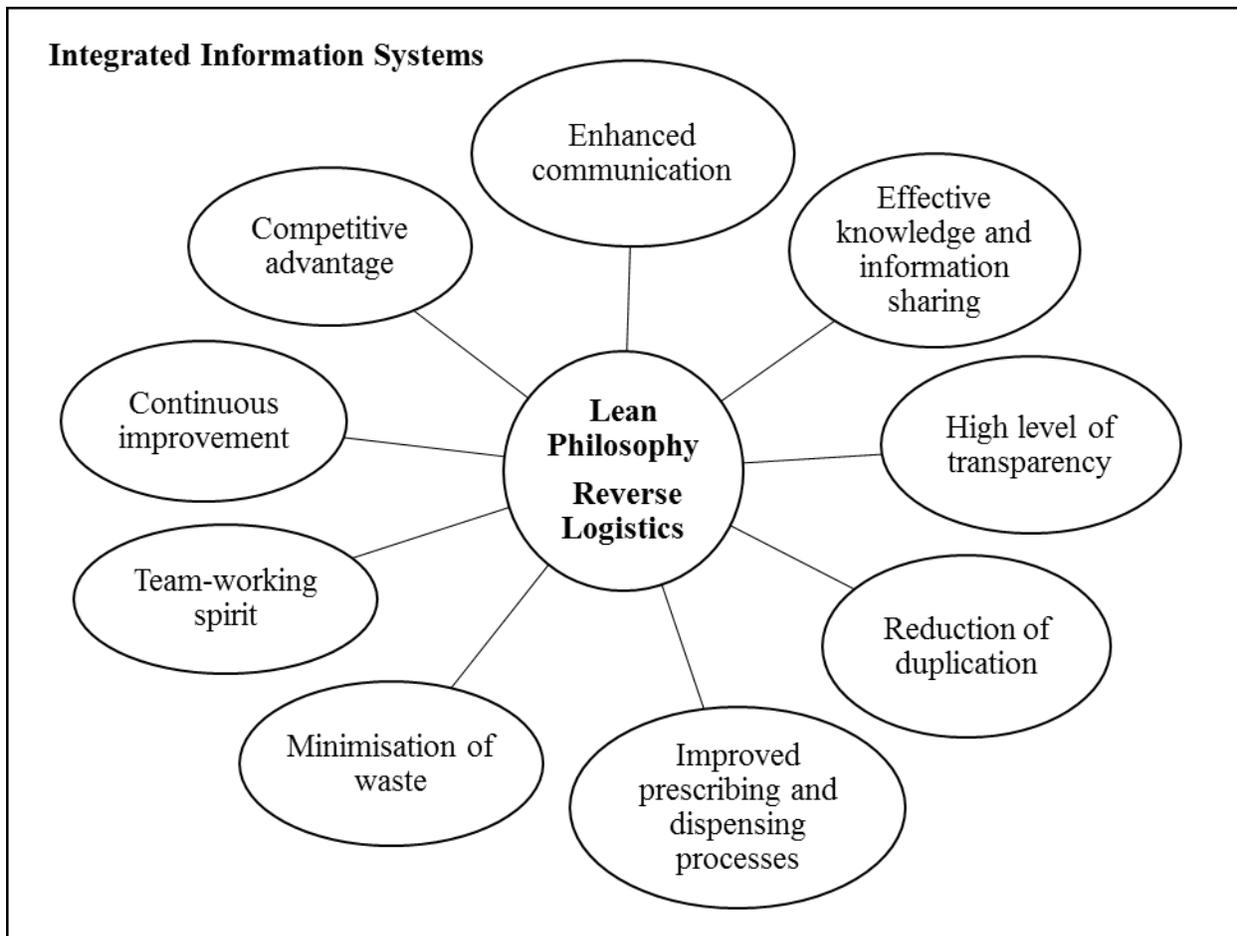 Integrated Information Systems
Enhanced
communication
Effective
knowledge and
information
sharing
High level of
transparency
Reduction of
duplication
Improved
prescribing and
dispensing
processes
Minimisation of
waste
Team-working
spirit
Continuous
improvement
Competitive
advantage
Lean
Philosophy
Reverse
Logistics